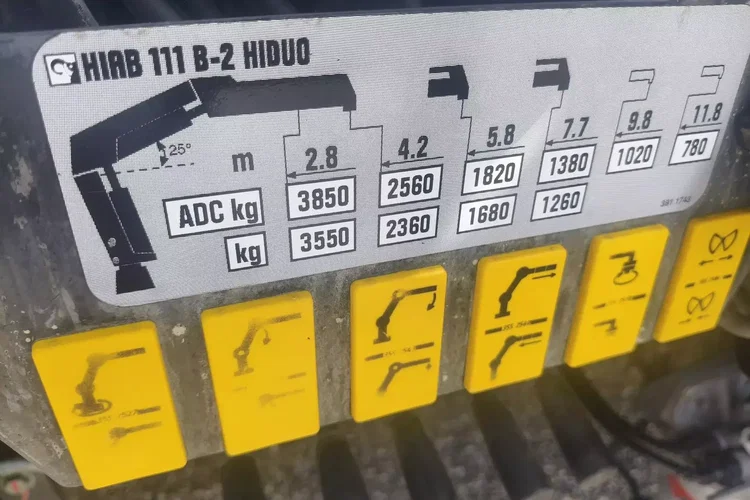 HIAB 111 B-2 HIDUO
25°
m 2.8 4.2 5.8 7.7 9.8 11.8
ADC kg 3850 2560 1820 1380 1020 780
kg 3550 2360 1680 1260